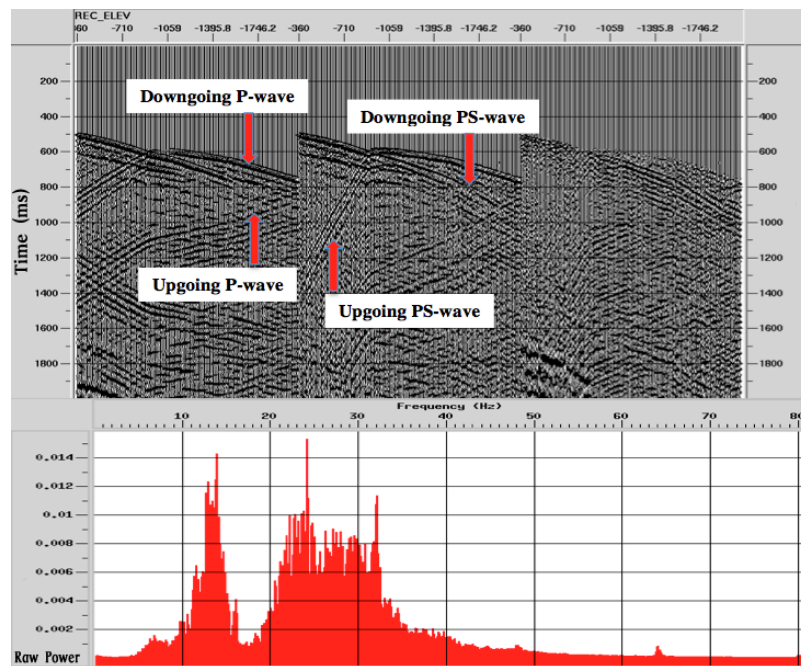 REC_ELEV
360 -710 -1059 -1395.8 -1746.2 -360 -710 -1059 -1395.8 -1746.2 -360 -710 -1059 -1395.8 -1746.2
Downgoing P-wave
Downgoing PS-wave
Upgoing P-wave
Upgoing PS-wave
Time (ms)
200 200
400 400
600 600
800 800
1000 1000
1200 1200
1400 1400
1600 1600
1800 1800
Frequency (Hz)
10 20 30 40 50 60 70 80
0.014
0.012
0.01
0.008
0.006
0.004
0.002
Raw Power